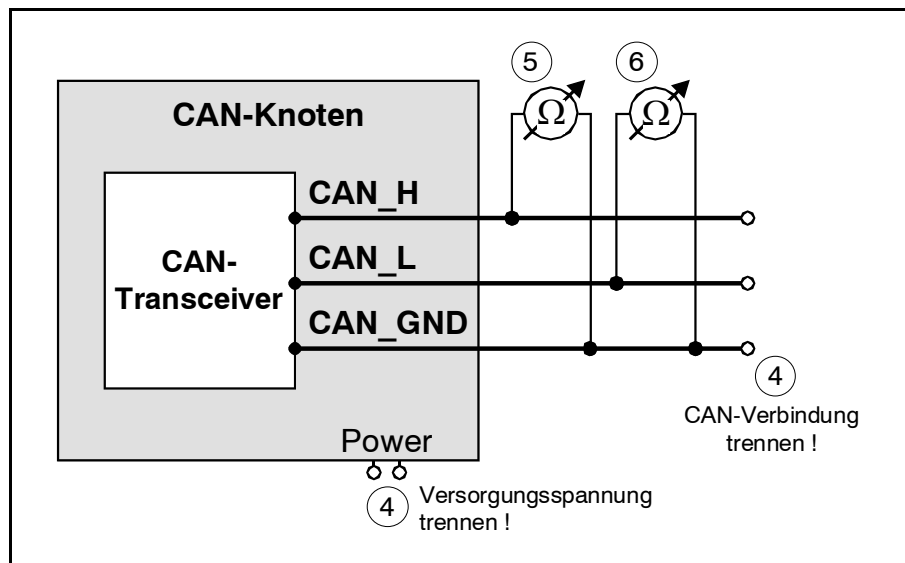 5
6
Ω
Ω
CAN-Knoten
CAN_H
CAN-
Transceiver
CAN_L
CAN_GND
4
CAN-Verbindung
trennen !
Power
4
Versorgungsspannung
trennen !